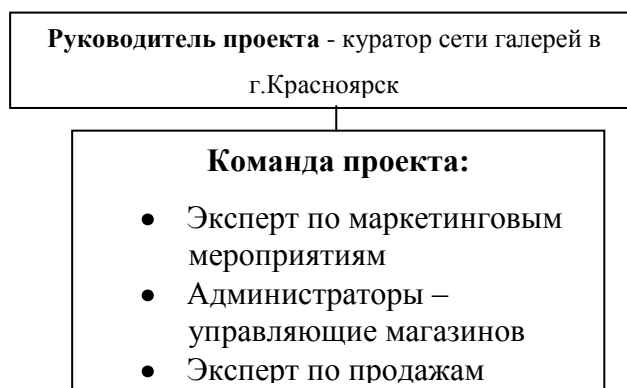 Руководитель проекта - куратор сети галерей в
г.Красноярск
Команда проекта:
● Эксперт по маркетинговым
мероприятиям
● Администраторы –
управляющие магазинов
● Эксперт по продажам